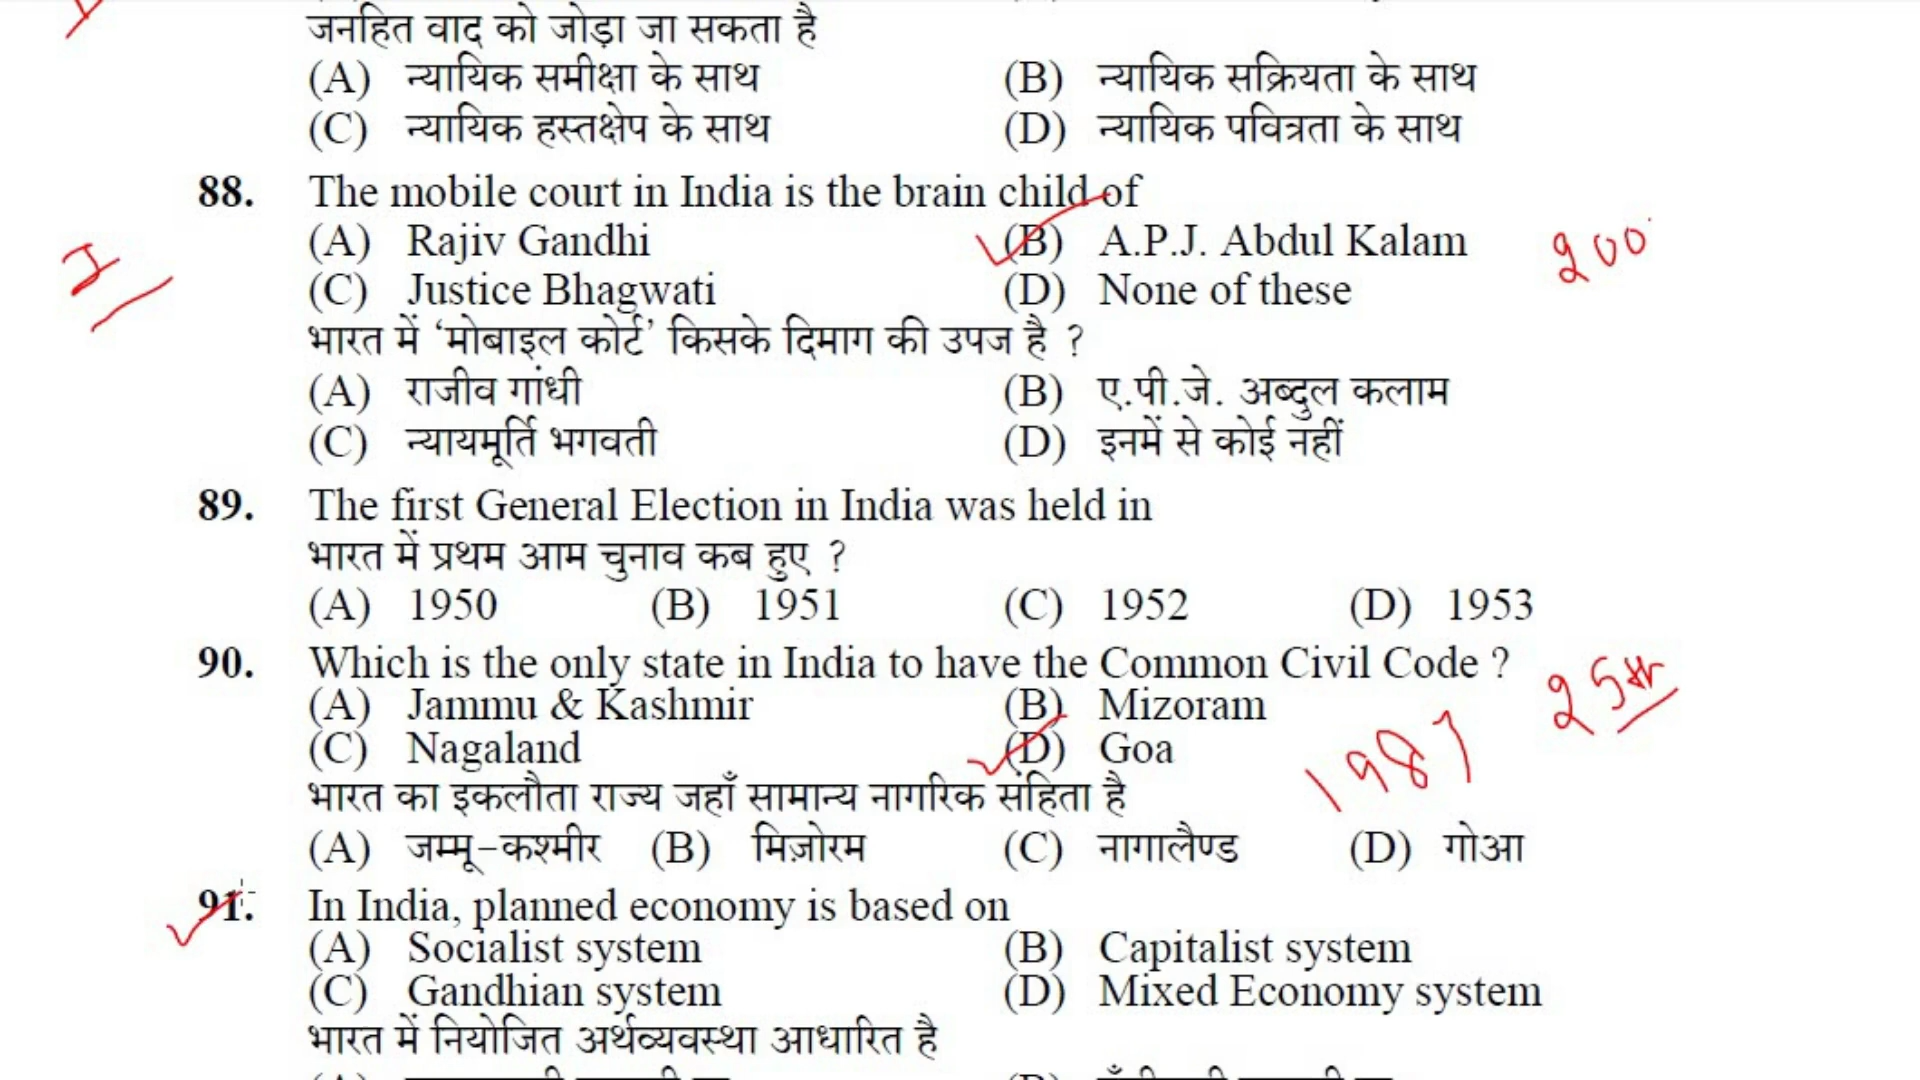 जनहित वाद को जोड़ा जा सकता है
(A) न्यायिक समीक्षा के साथ (B) न्यायिक सक्रियता के साथ
(C) न्यायिक हस्तक्षेप के साथ (D) न्यायिक पवित्रता के साथ
88. The mobile court in India is the brain child of
(A) Rajiv Gandhi (B) A.P.J. Abdul Kalam 200
(C) Justice Bhagwati (D) None of these
भारत में ‘मोबाइल कोर्ट’ किसके दिमाग की उपज है ?
(A) राजीव गांधी (B) ए.पी.जे. अब्दुल कलाम
(C) न्यायमूर्ति भगवती (D) इनमें से कोई नहीं
89. The first General Election in India was held in
भारत में प्रथम आम चुनाव कब हुए ?
(A) 1950 (B) 1951 (C) 1952 (D) 1953
90. Which is the only state in India to have the Common Civil Code ?
(A) Jammu & Kashmir (B) Mizoram 25th
(C) Nagaland (D) Goa 1987
भारत का इकलौता राज्य जहाँ सामान्य नागरिक संहिता है
(A) जम्मू-कश्मीर (B) मिज़ोरम (C) नागालैण्ड (D) गोआ
91. In India, planned economy is based on
(A) Socialist system (B) Capitalist system
(C) Gandhian system (D) Mixed Economy system
भारत में नियोजित अर्थव्यवस्था आधारित है